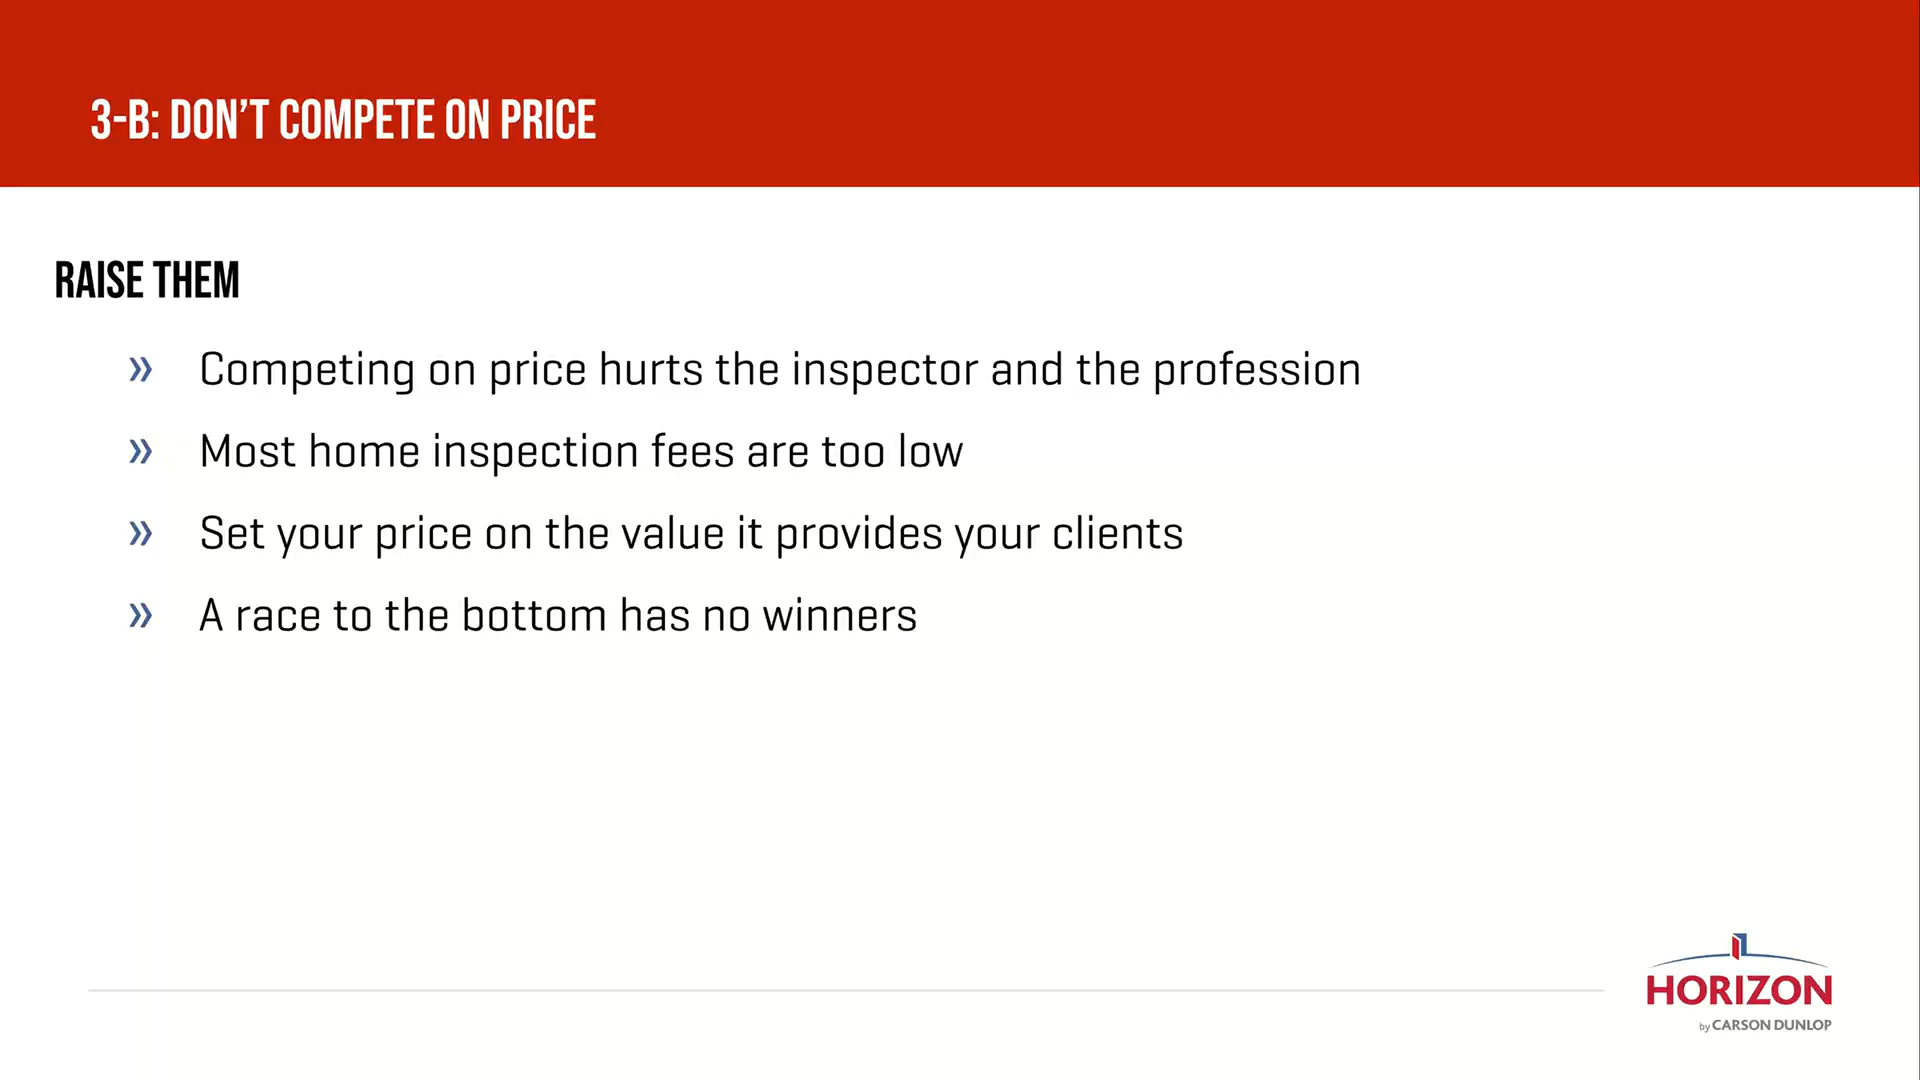 3-B: DON’T COMPETE ON PRICE
RAISE THEM
» Competing on price hurts the inspector and the profession
» Most home inspection fees are too low
» Set your price on the value it provides your clients
» A race to the bottom has no winners
HORIZON
by CARSON DUNLOP